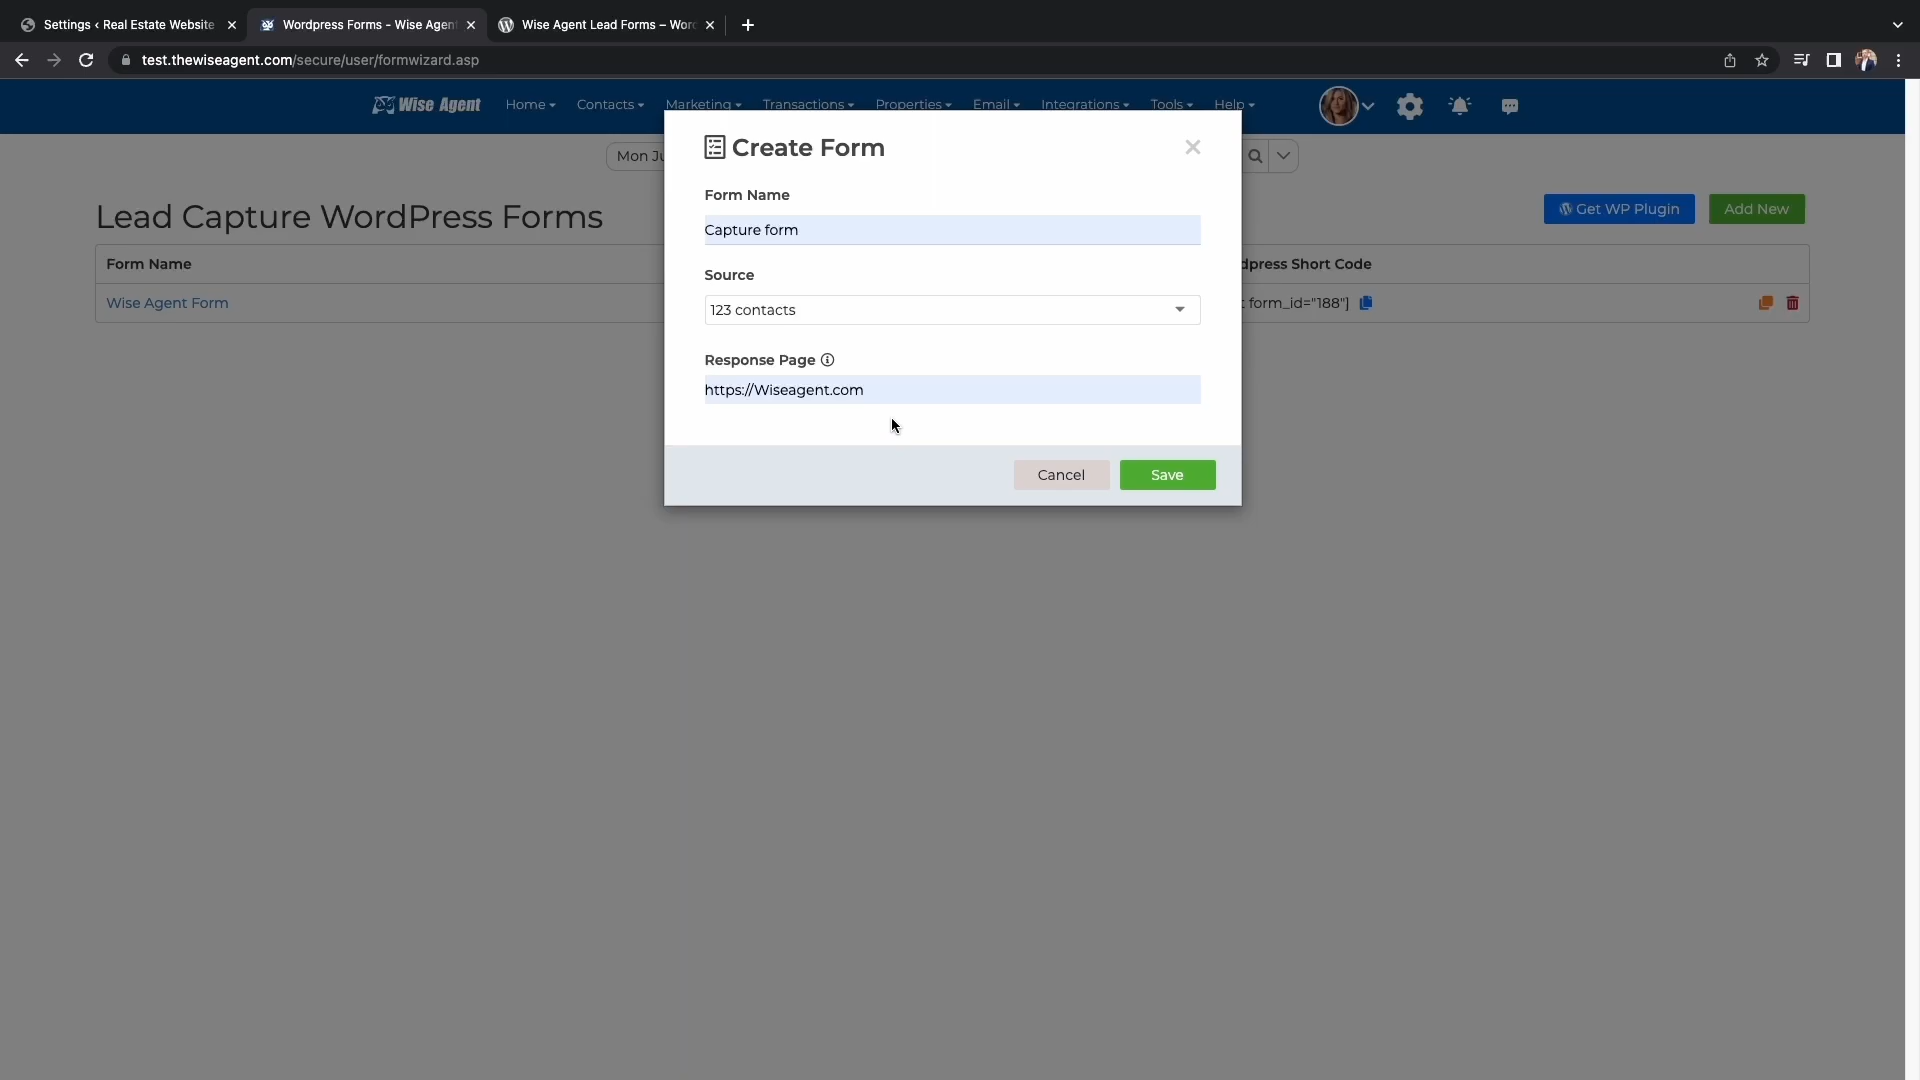 Settings ‹ Real Estate Website
Wordpress Forms - Wise Agen
Wise Agent Lead Forms – Wor
test.thewiseagent.com/secure/user/formwizard.asp
Wise Agent Home Contacts Marketing Transactions Properties Email Integrations Tools Help
Mon Ju
Create Form
Form Name
Capture form
Source
123 contacts
Response Page
https://Wiseagent.com
Cancel Save
Lead Capture WordPress Forms
Get WP Plugin Add New
Form Name
dpress Short Code
Wise Agent Form
t form_id="188"]